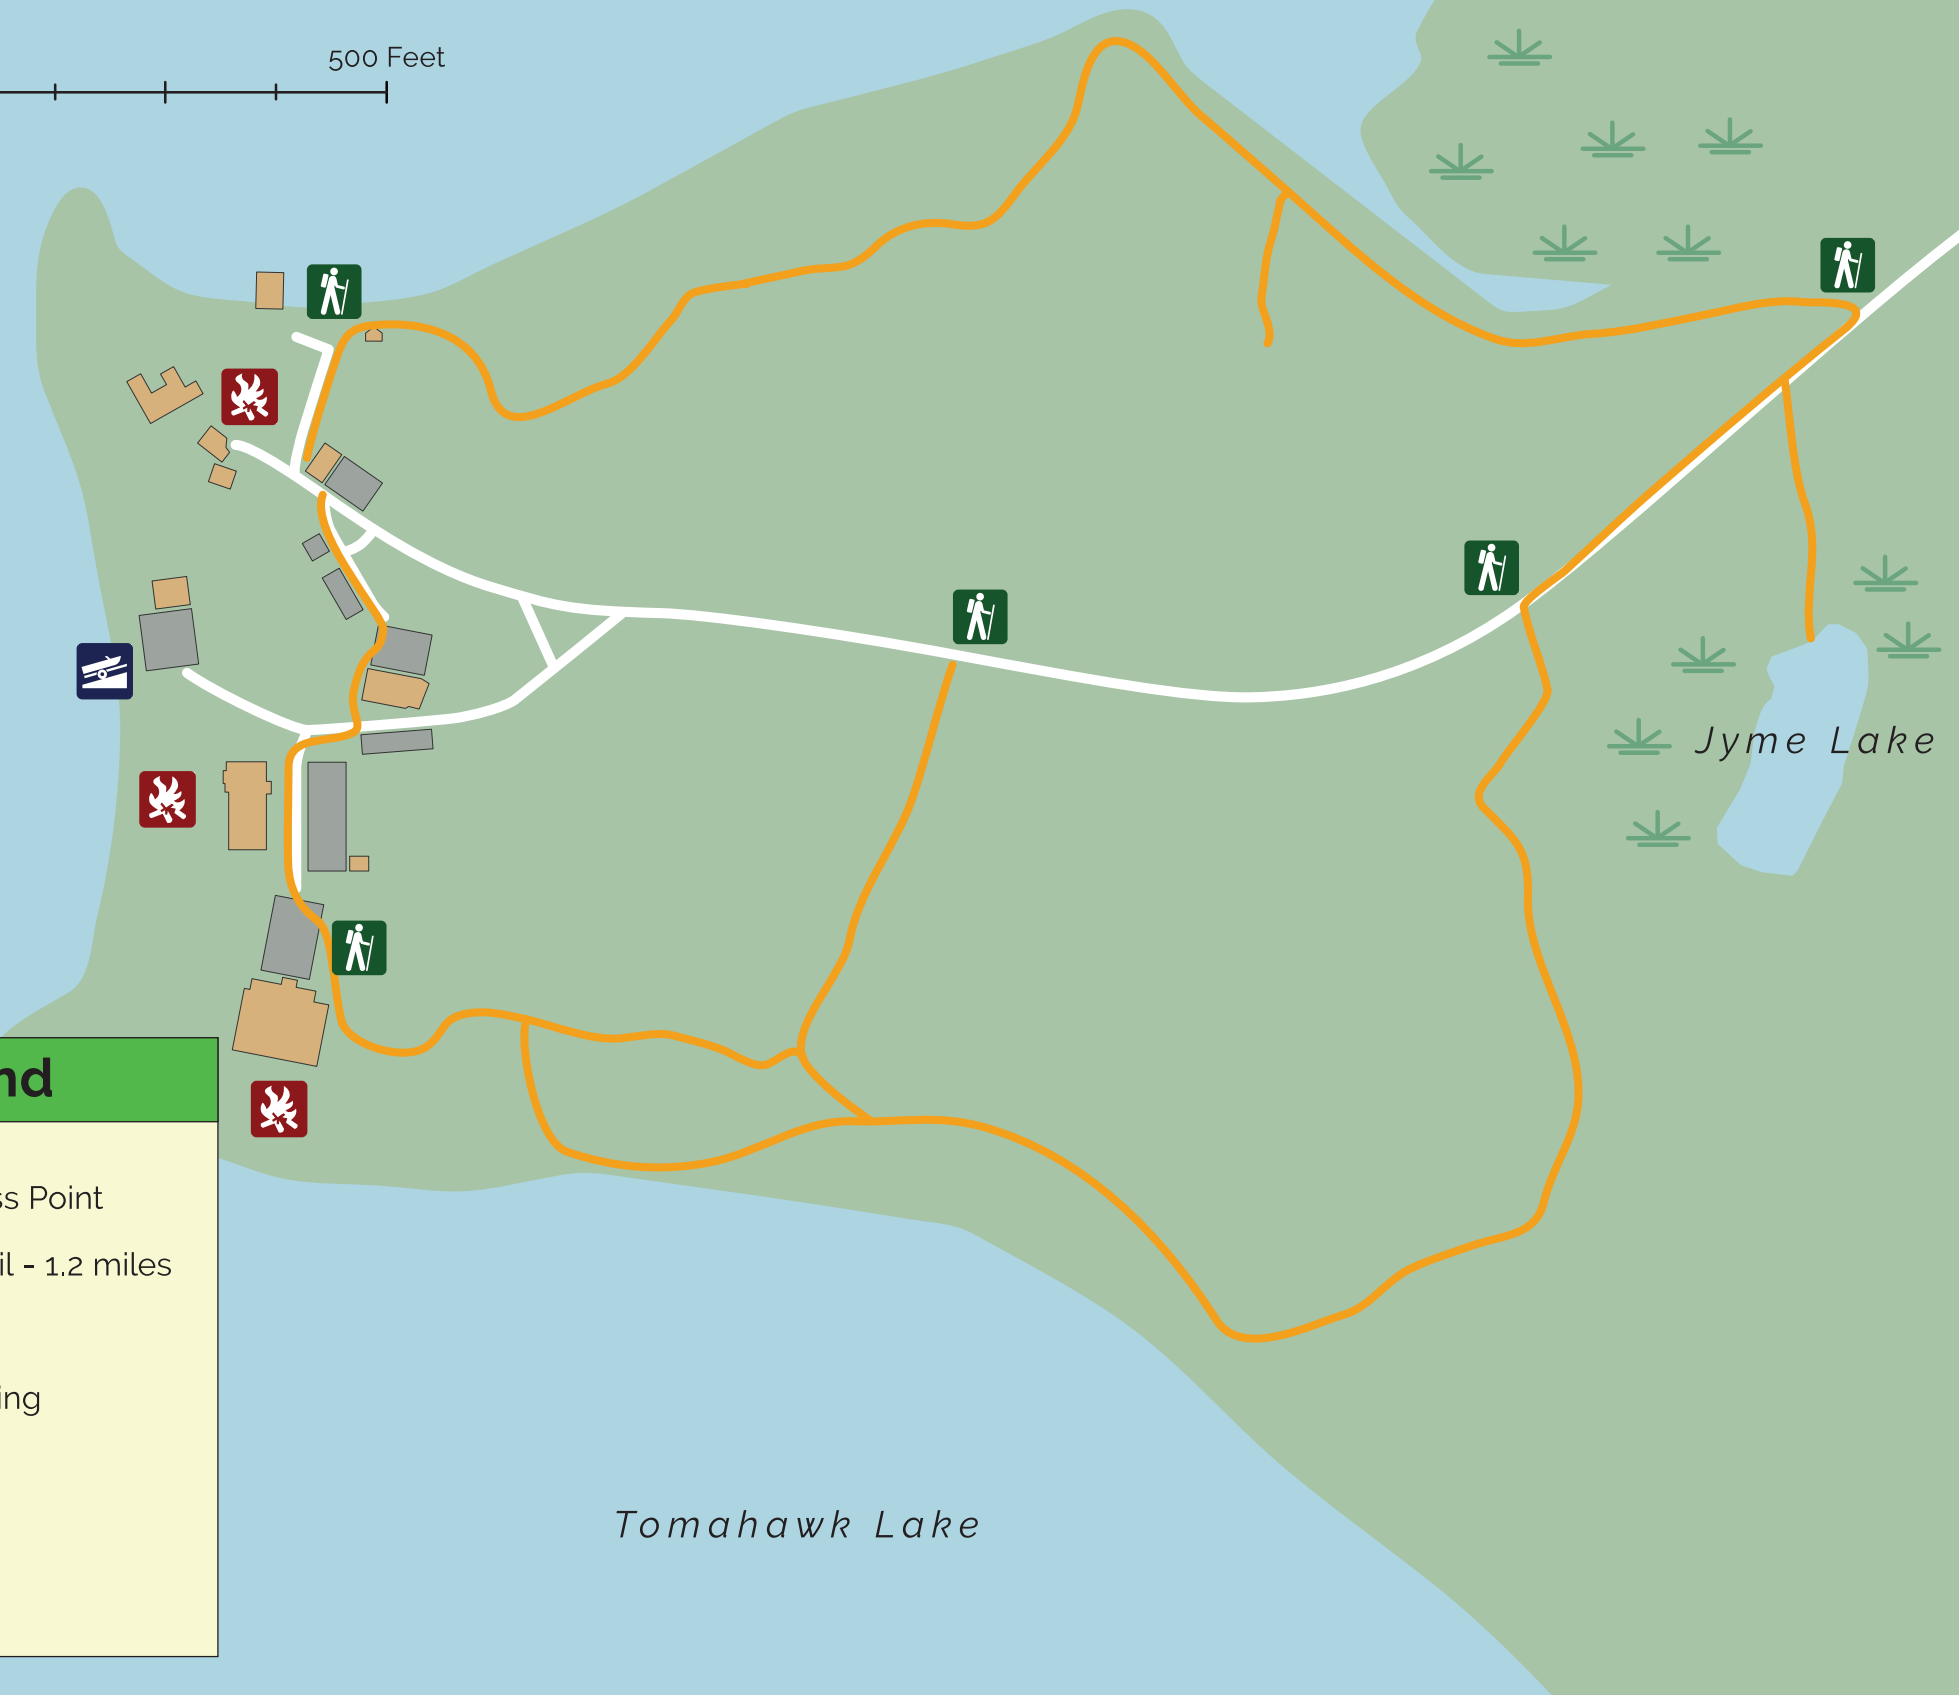 500 Feet
nd
ss Point
il - 1.2 miles
ing
Jyme Lake
Tomahawk Lake